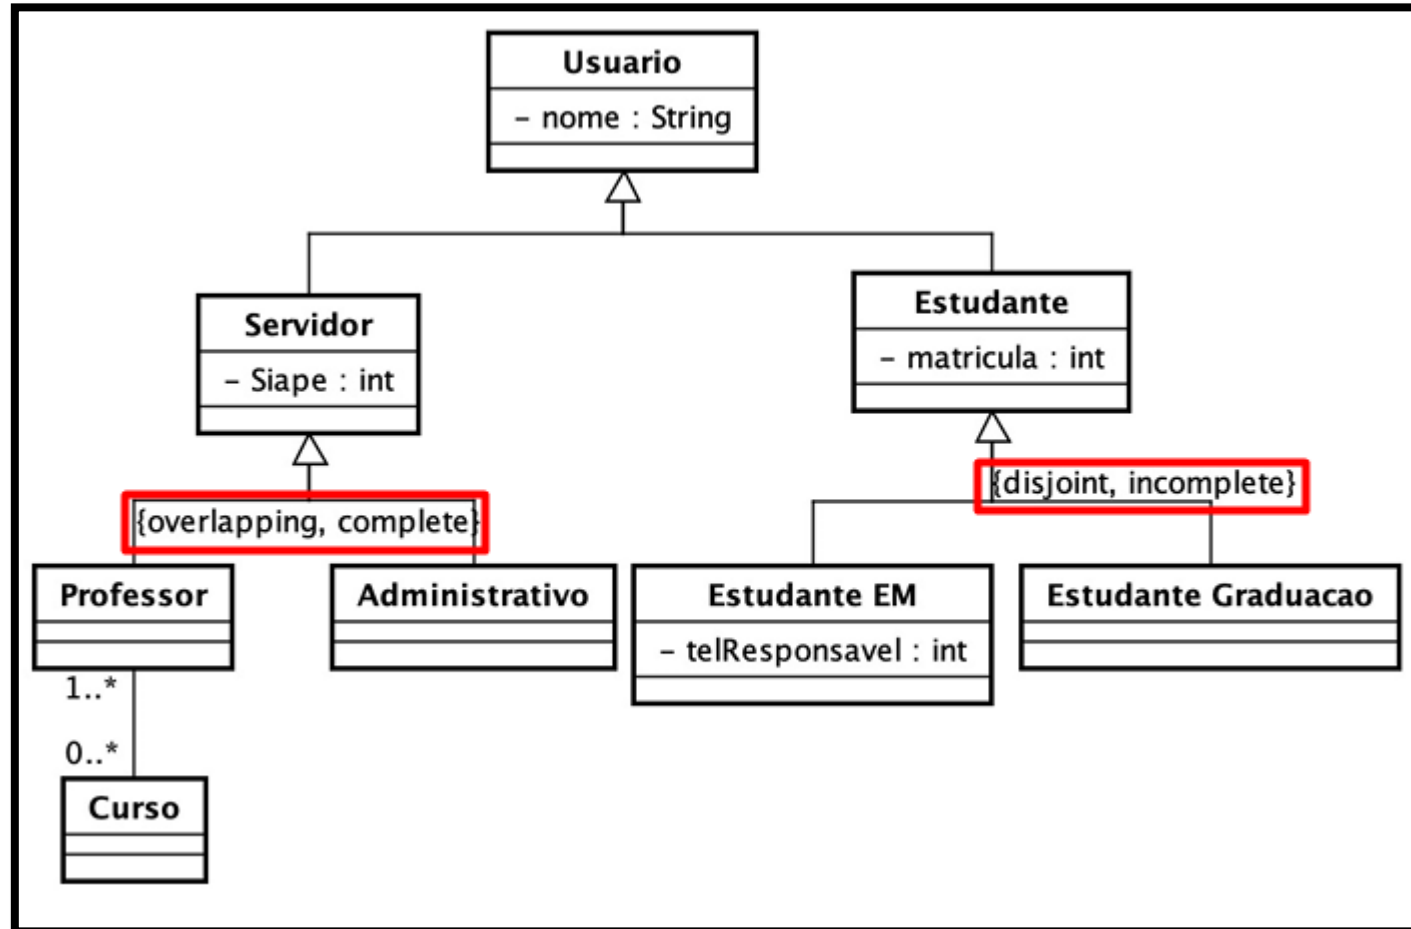 Usuario
– nome : String
Servidor
– Siape : int
Estudante
– matricula : int
{overlapping, complete}
{disjoint, incomplete}
Professor
Administrativo
Estudante EM
– telResponsavel : int
Estudante Graduacao
1..*
0..*
Curso